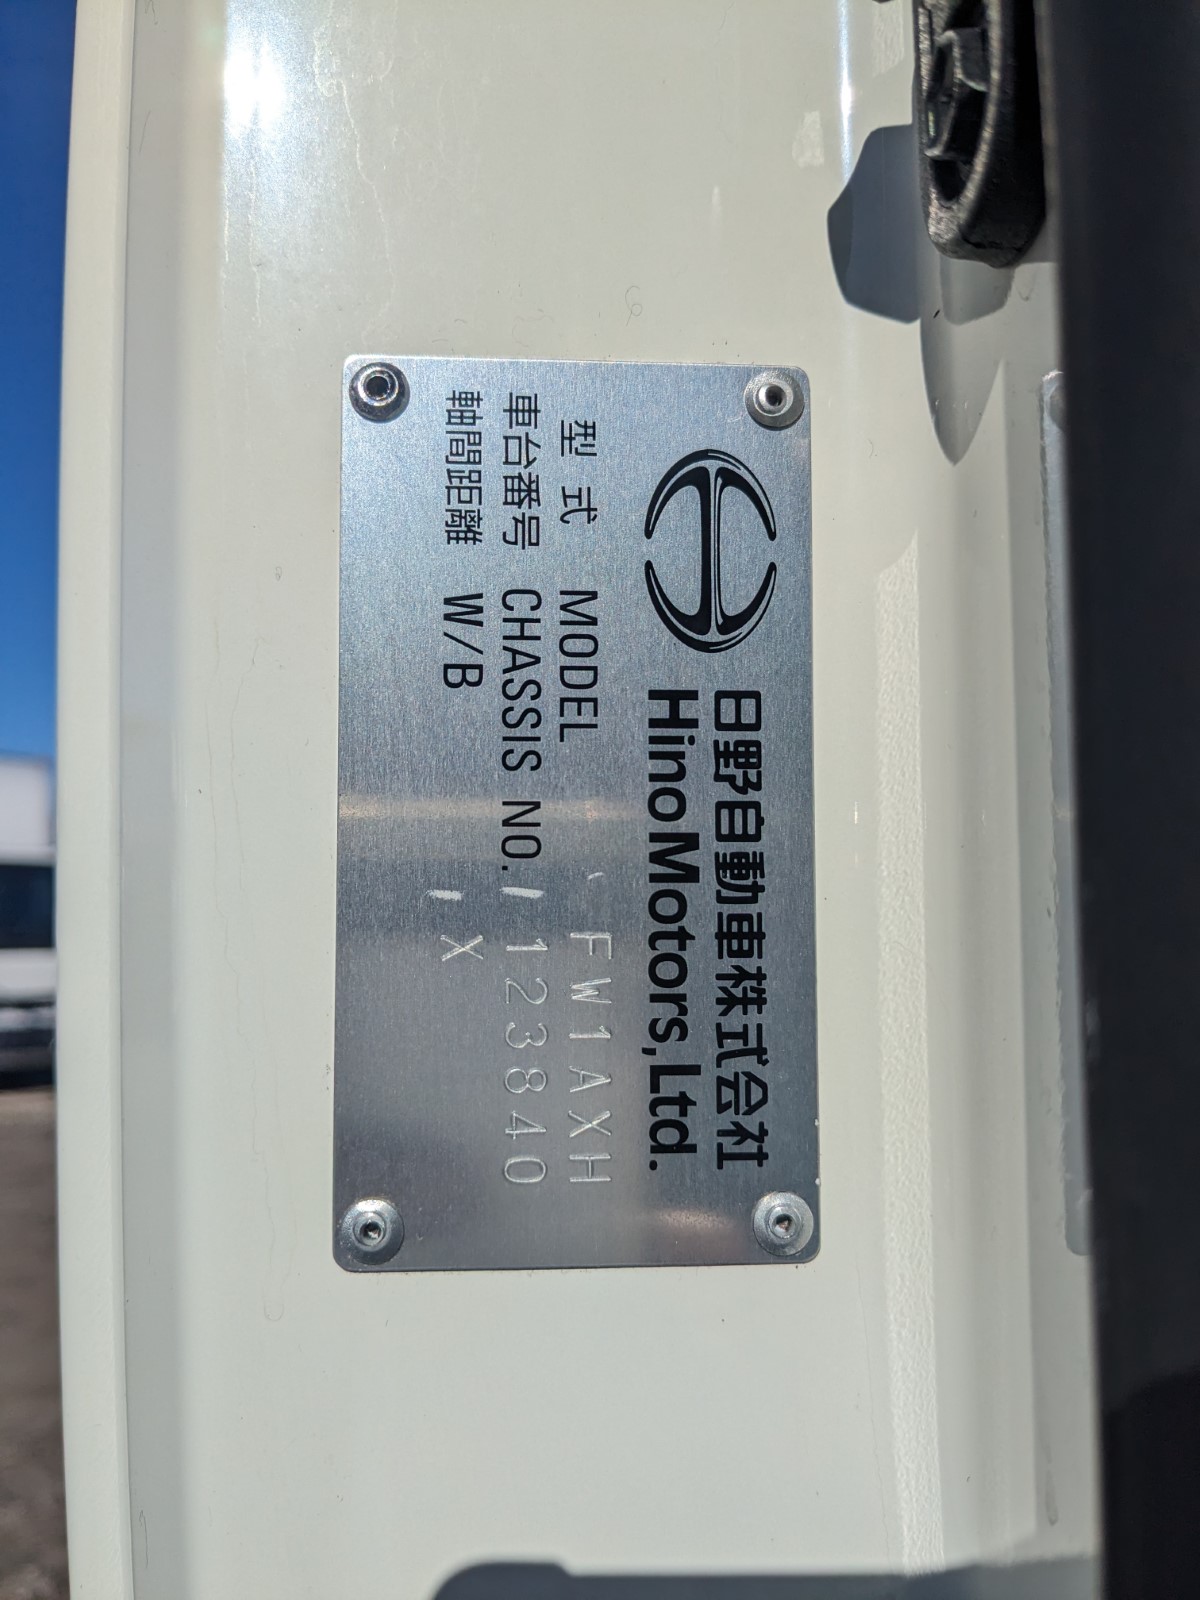 日野自動車株式会社
Hino Motors, Ltd.
型式 MODEL FW1AXH
車台番号 CHASSIS NO. 123840
軸間距離 W/B X